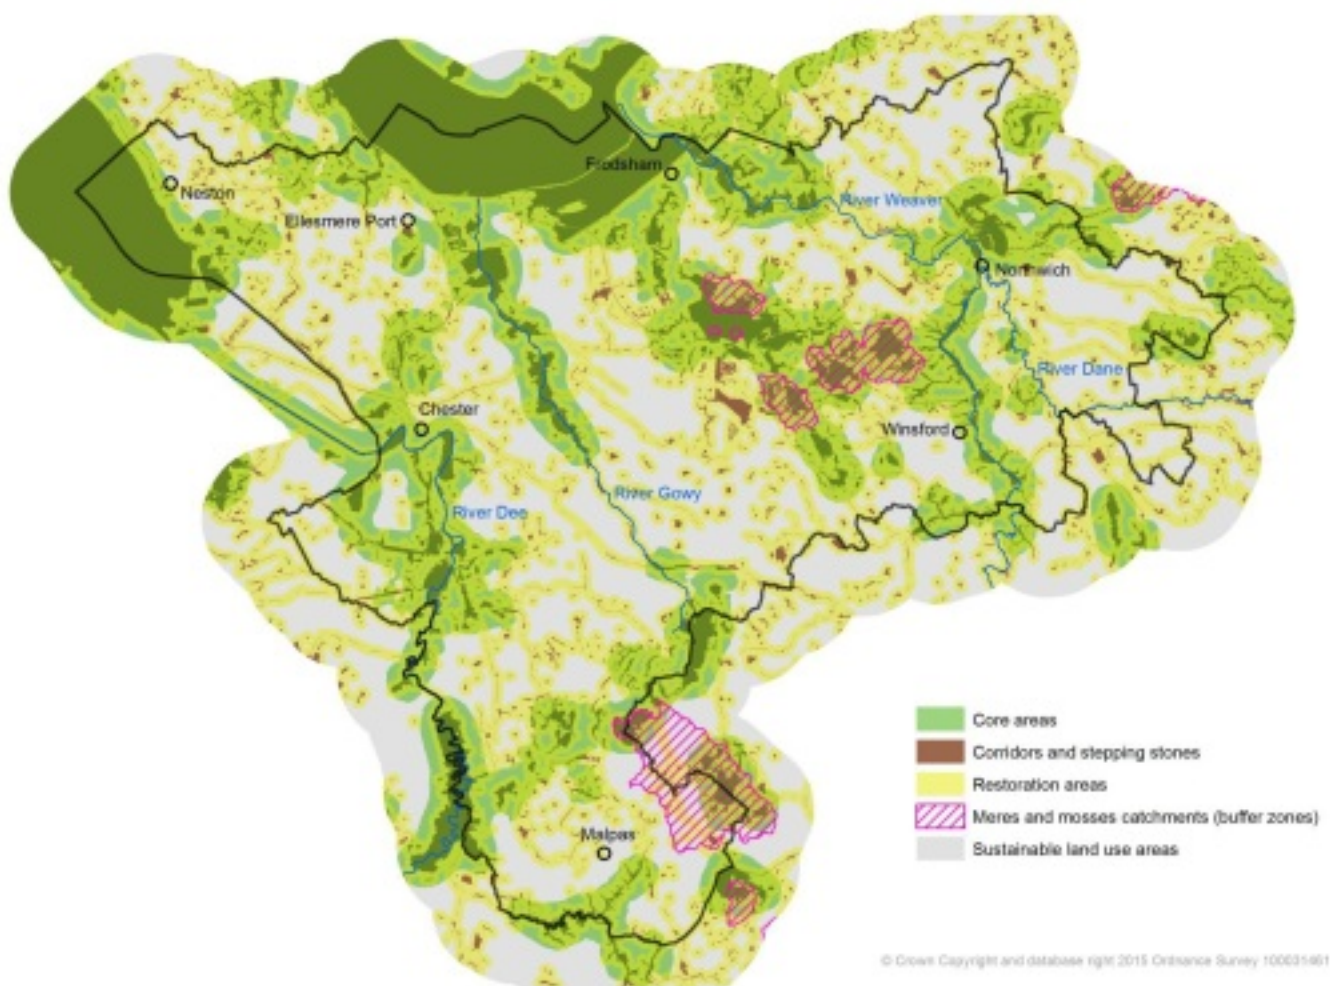 Frodsham
Neston
River Weaver
Ellesmere Port
Northwich
River Dane
Chester
Winsford
River Gowy
River Dee
Core areas
Corridors and stepping stones
Restoration areas
Meres and mosses catchments (buffer zones)
Malpas
Sustainable land use areas
© Crown Copyright and database right 2015 Ordnance Survey 100031461